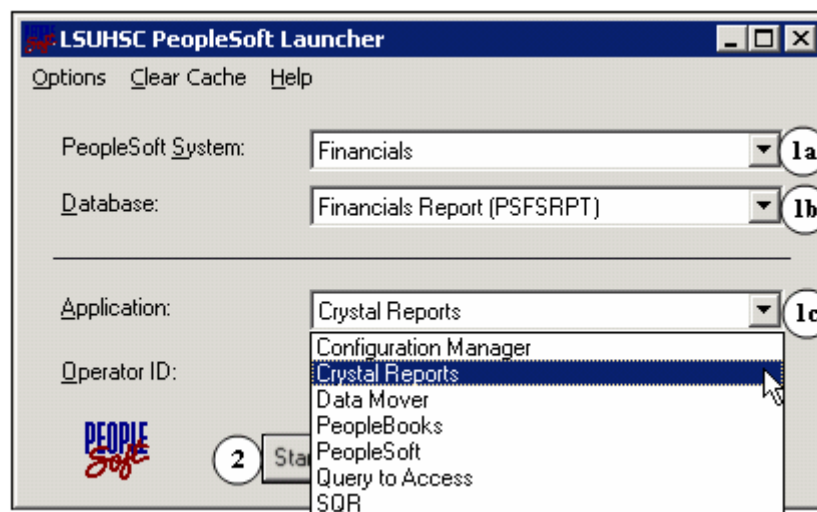 LSUHSC PeopleSoft Launcher
Options Clear Cache Help
PeopleSoft System: Financials 1a
Database: Financials Report (PSFSRPT) 1b
Application: Crystal Reports 1c
Configuration Manager
Operator ID: Crystal Reports
Data Mover
PeopleBooks
PEOPLE Soft
2 PeopleSoft
Query to Access
SQR